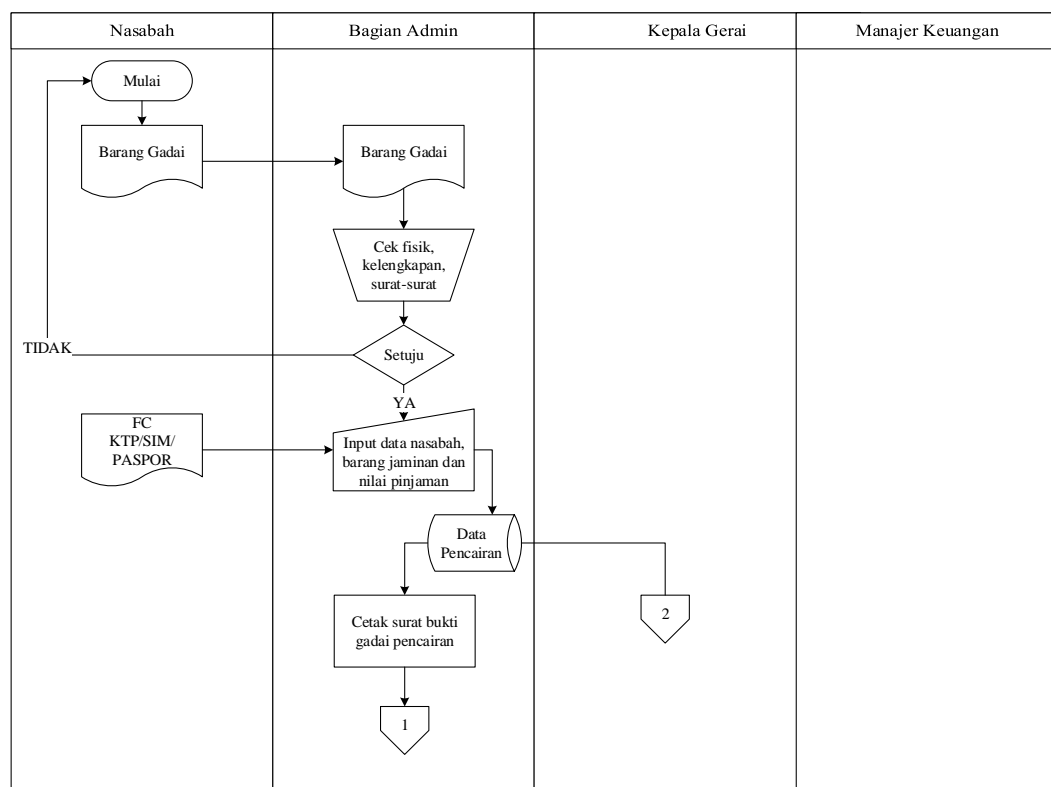 Nasabah
Bagian Admin
Kepala Gerai
Manajer Keuangan
Mulai
Barang Gadai
Barang Gadai
Cek fisik,
kelengkapan,
surat-surat
TIDAK
Setuju
YA
FC
KTP/SIM/
PASPOR
Input data nasabah,
barang jaminan dan
nilai pinjaman
Data
Pencairan
Cetak surat bukti
gadai pencairan
2
1